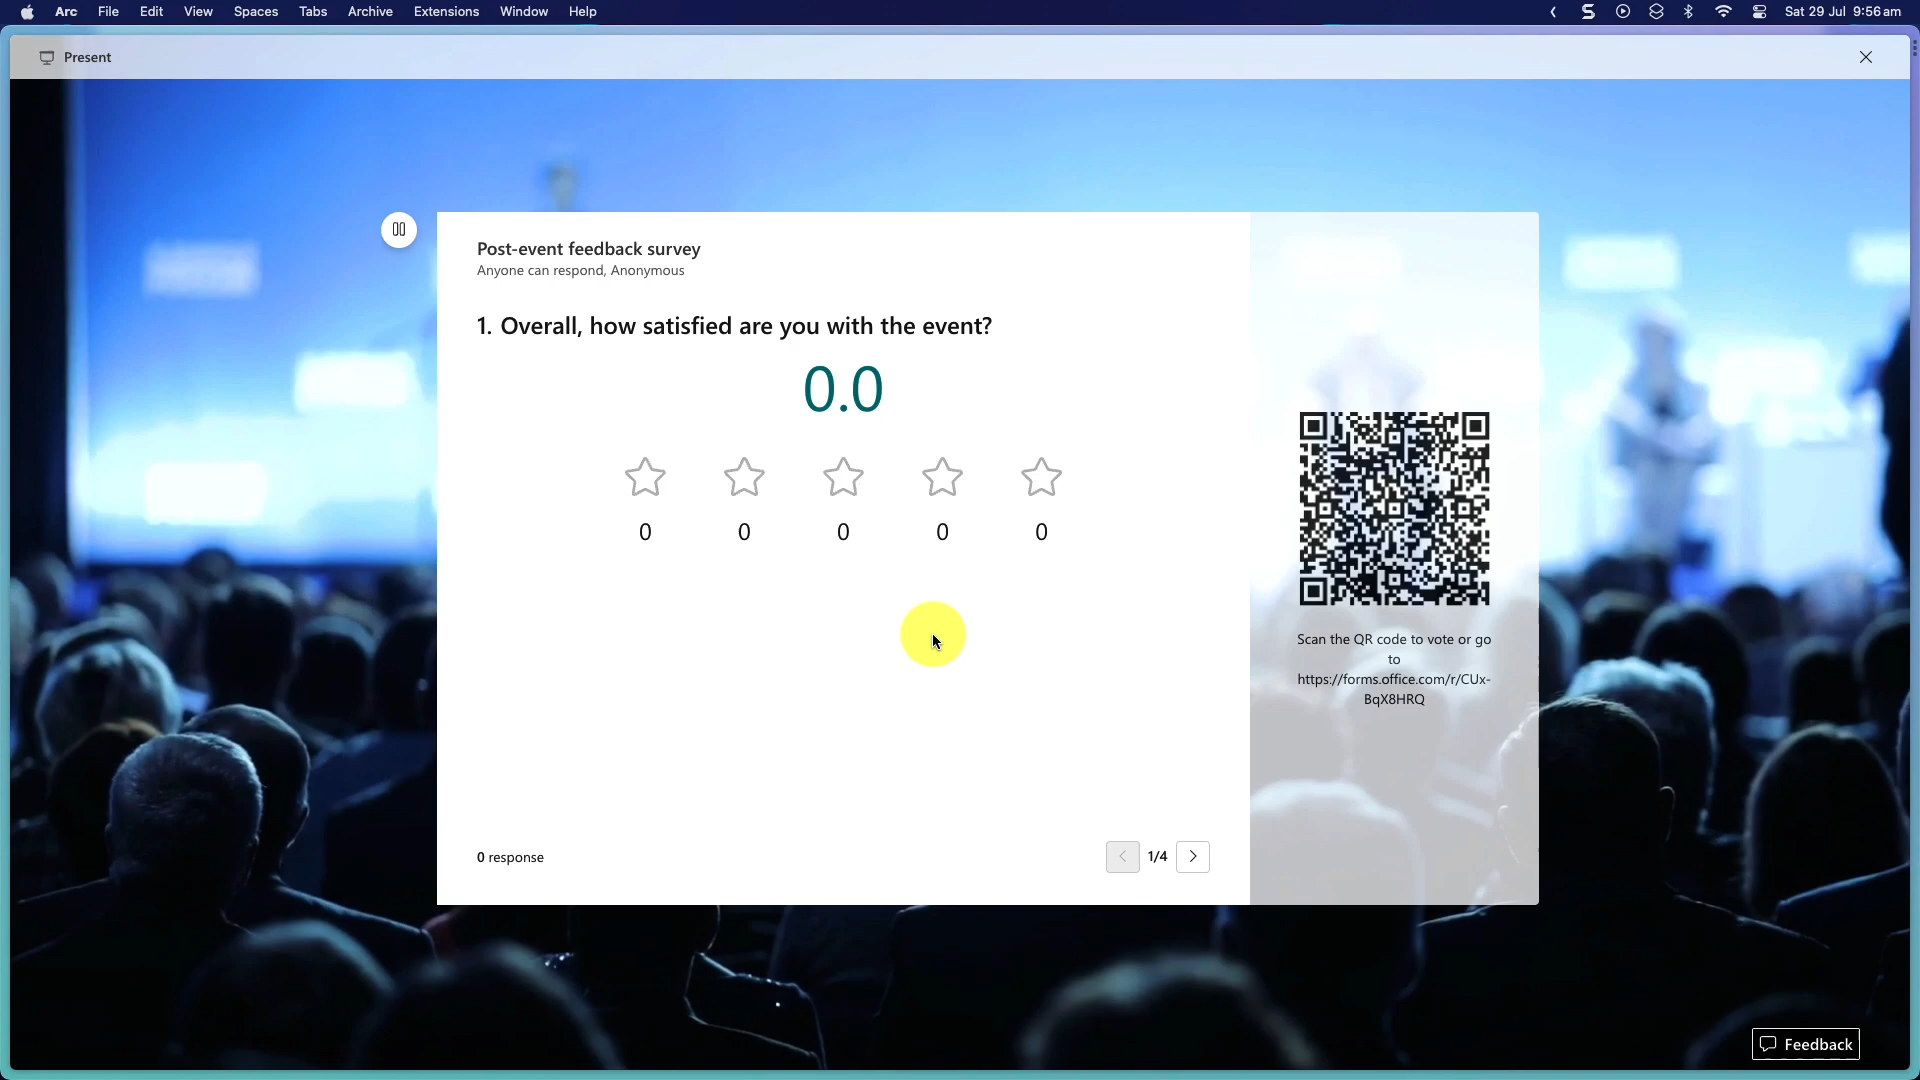 Arc File Edit View Spaces Tabs Archive Extensions Window Help Sat 29 Jul 9:56 am
Present
Post-event feedback survey
Anyone can respond, Anonymous
1. Overall, how satisfied are you with the event?
0.0
0 0 0 0 0
Scan the QR code to vote or go
to
https://forms.office.com/r/CUx-
BqX8HRQ
0 response
1/4
Feedback